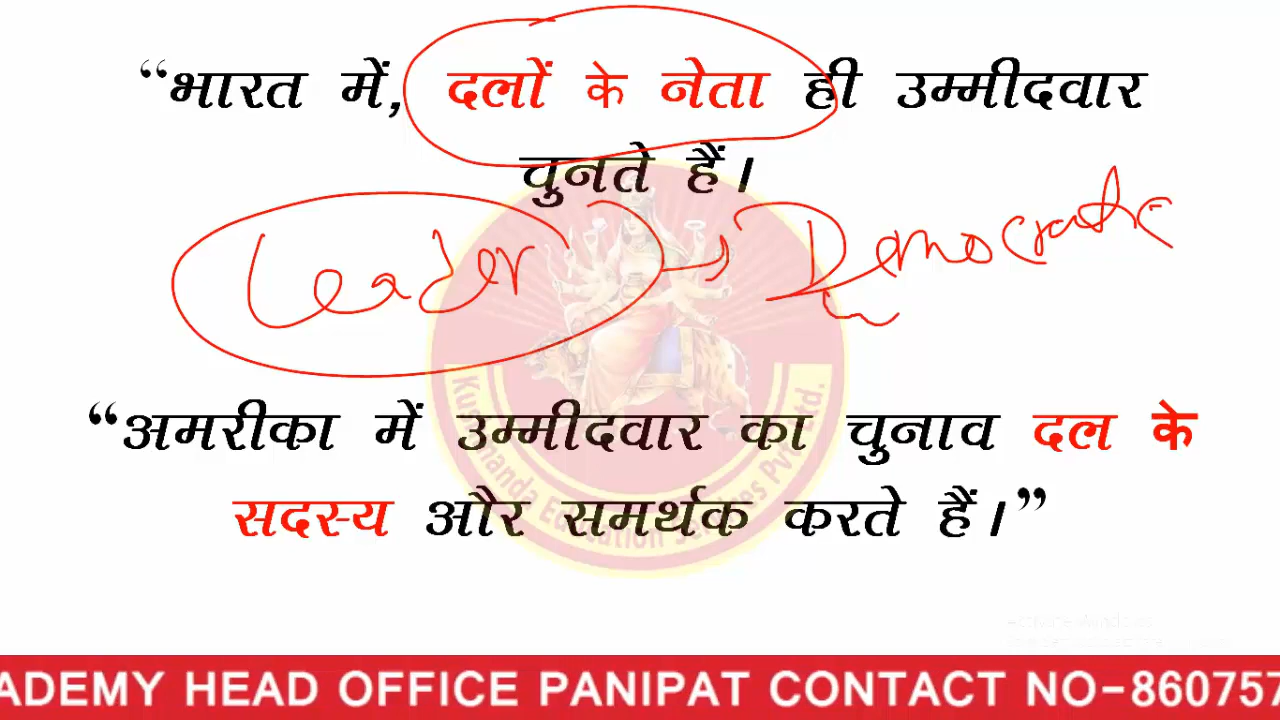 “भारत में, दलों के नेता ही उम्मीदवार
चुनते हैं।
Leader
Democratic
“अमरीका में उम्मीदवार का चुनाव दल के
सदस्य और समर्थक करते हैं।”
ADEMY HEAD OFFICE PANIPAT CONTACT NO-860757